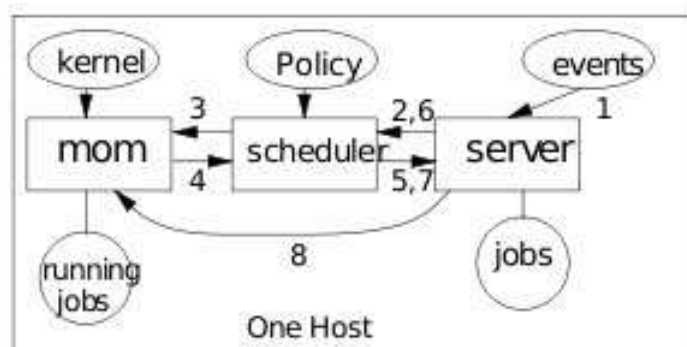 kernel
Policy
events
3
2,6
1
mom
scheduler
server
4
5,7
8
running
jobs
jobs
One Host